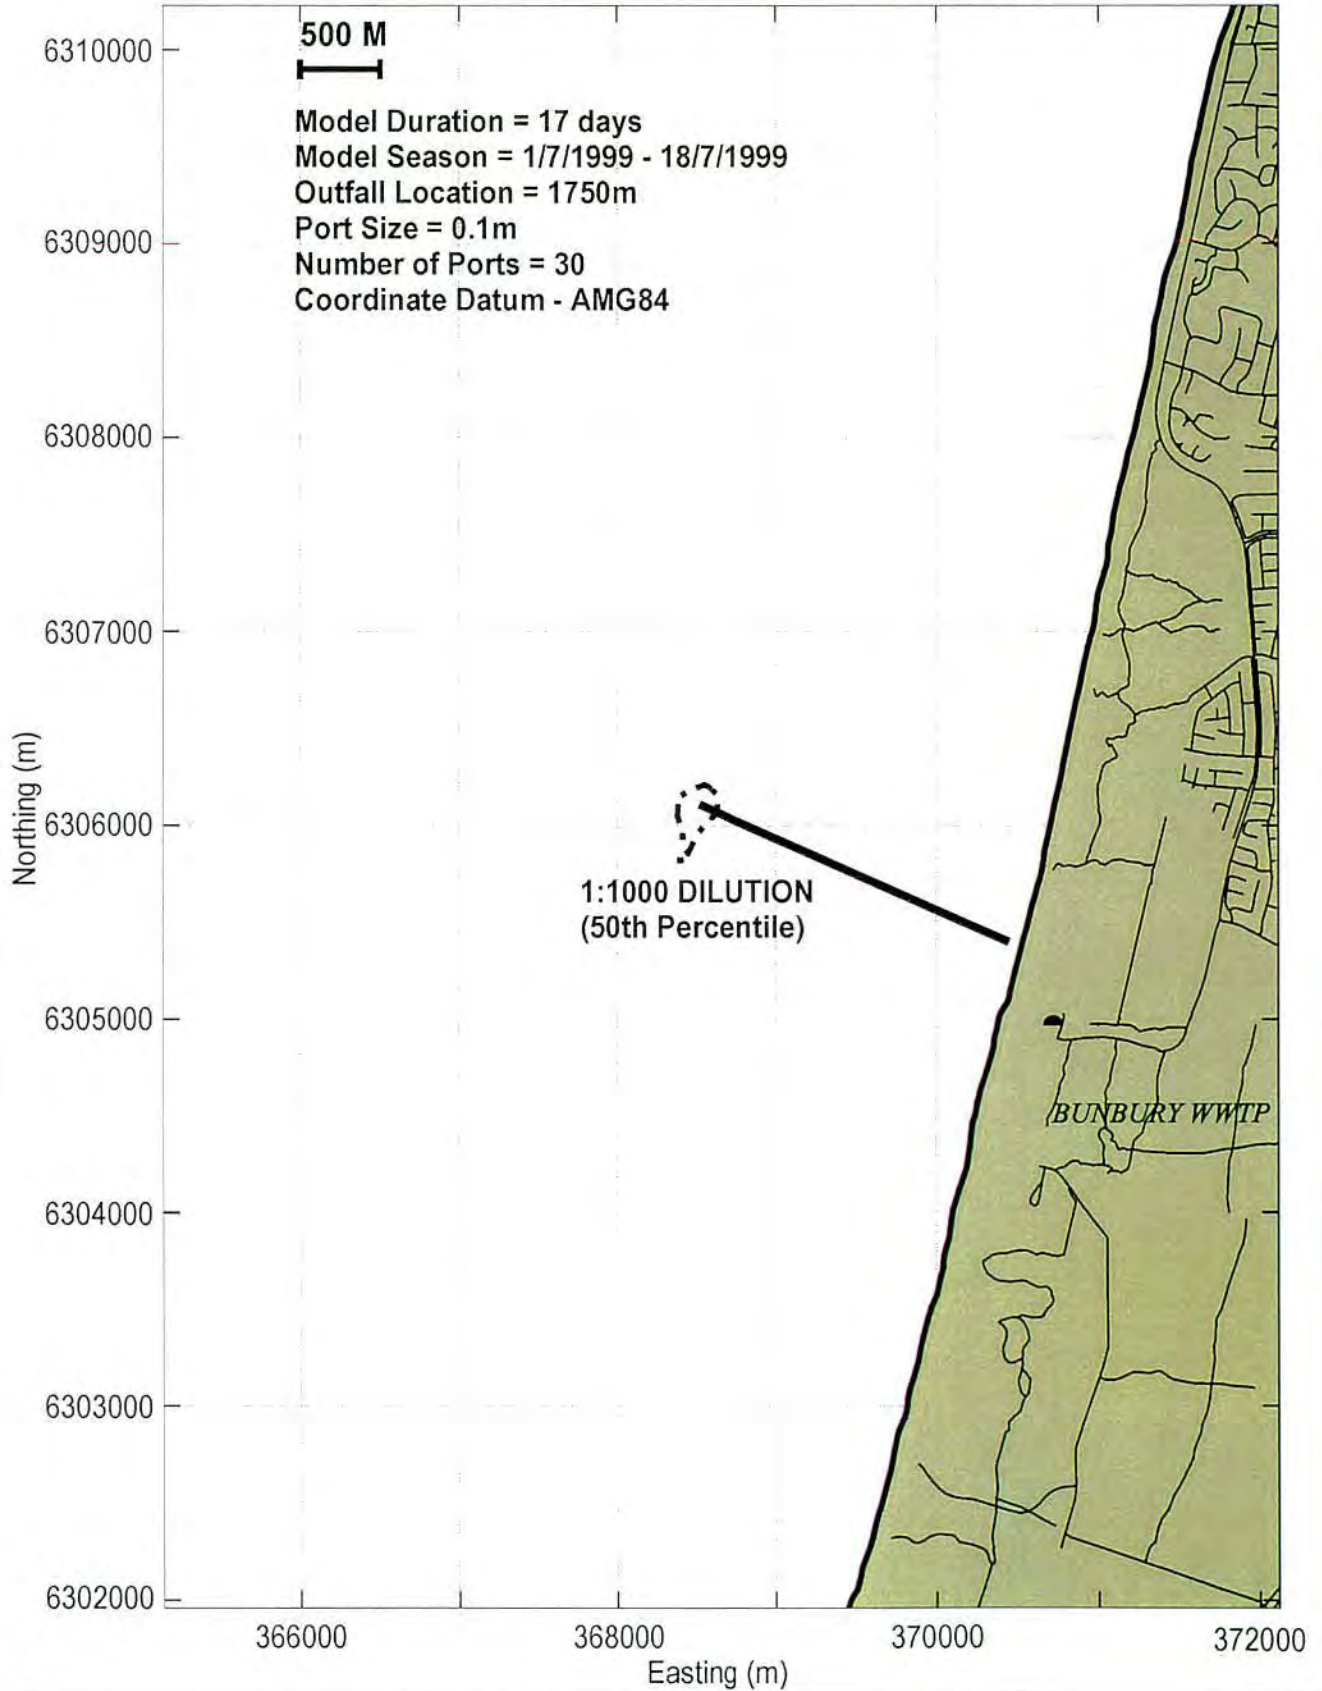 500 M
Model Duration = 17 days
Model Season = 1/7/1999 - 18/7/1999
Outfall Location = 1750m
Port Size = 0.1m
Number of Ports = 30
Coordinate Datum - AMG84
6310000
6309000
6308000
6307000
6306000
6305000
6304000
6303000
6302000
Northing (m)
1:1000 DILUTION
(50th Percentile)
BUNBURY WWTP
366000
368000
370000
372000
Easting (m)